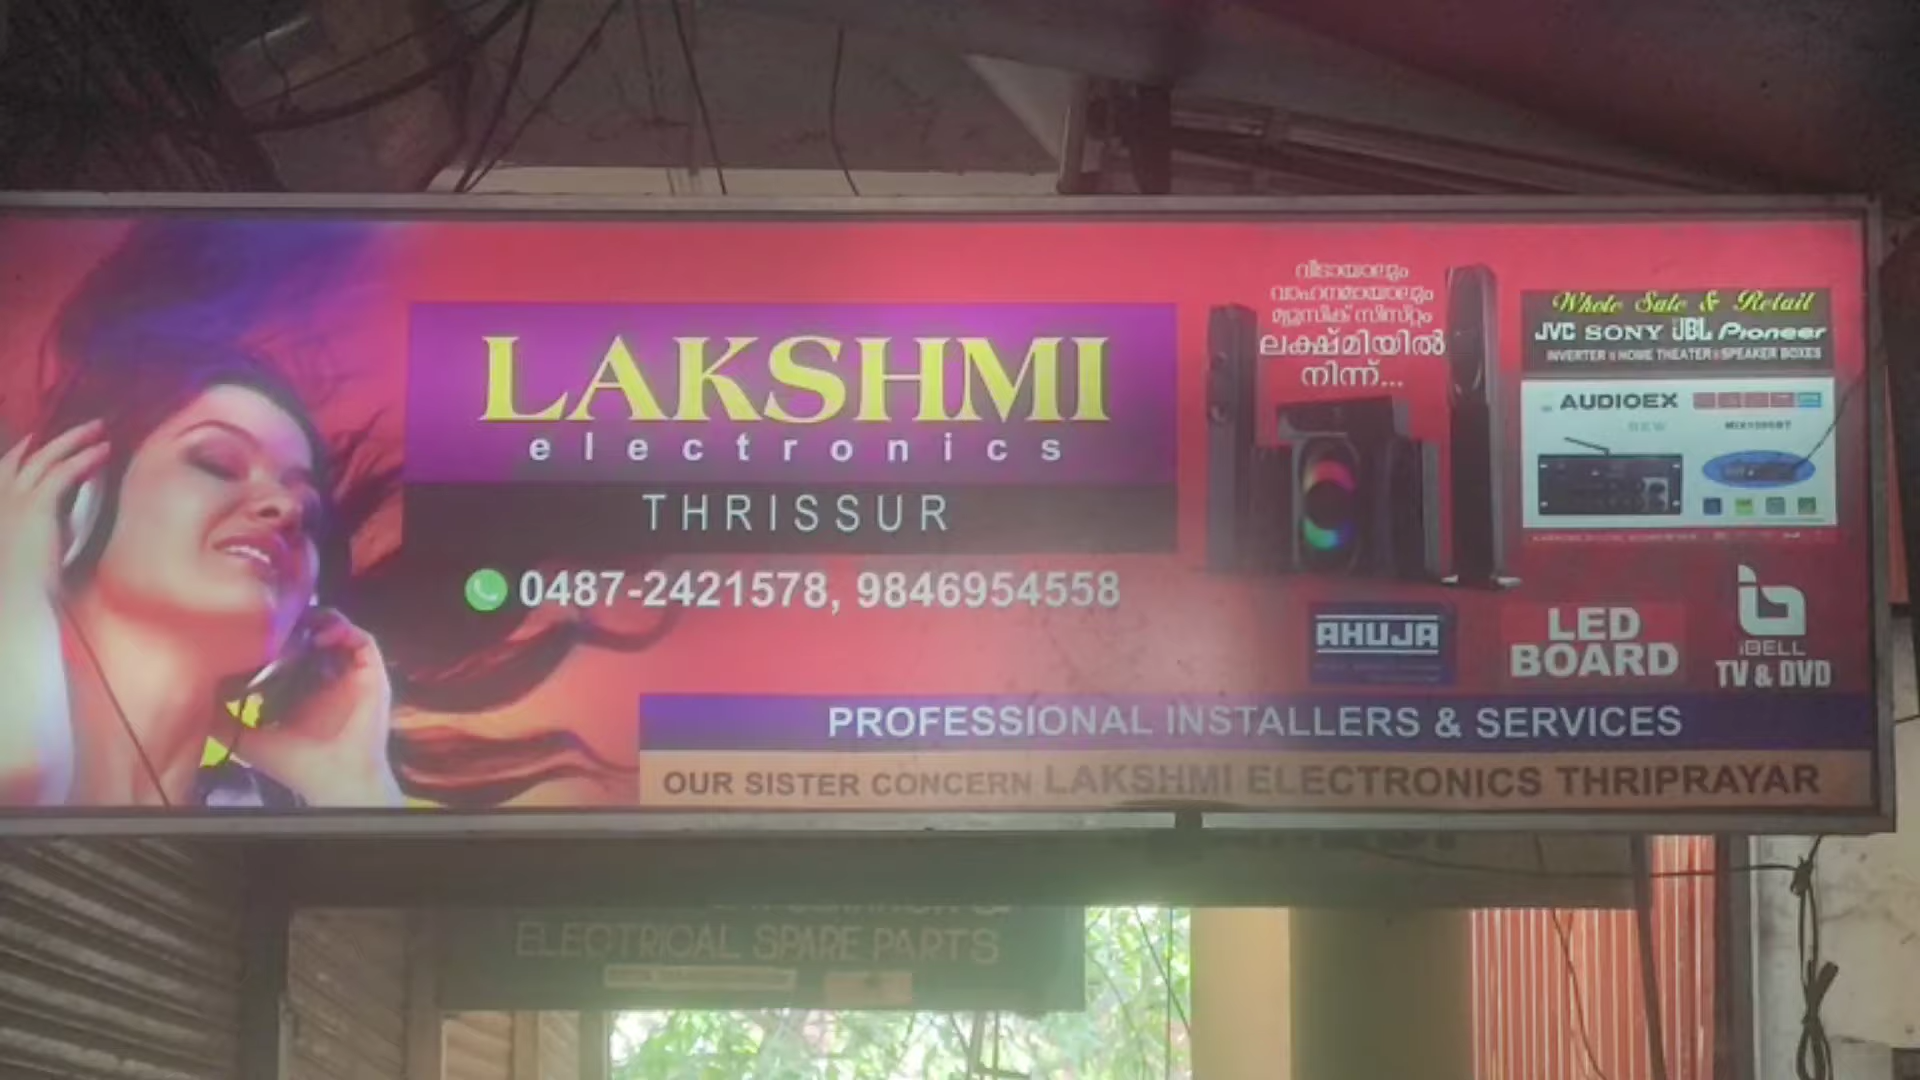 LAKSHMI
electronics
THRISSUR
0487-2421578, 9846954558
വീടായാലും
വാഹനമായാലും
മ്യൂസിക് സിസ്റ്റം
ലക്ഷ്മിയിൽ
നിന്ന്...
Whole Sale & Retail
JVC SONY JBL Pioneer
INVERTER HOME THEATER SPEAKER BOXES
AUDIOEX
NEW
AHUJA
LED
BOARD
iBELL
TV & DVD
PROFESSIONAL INSTALLERS & SERVICES
OUR SISTER CONCERN LAKSHMI ELECTRONICS THRIPRAYAR
ELECTRICAL SPARE PARTS